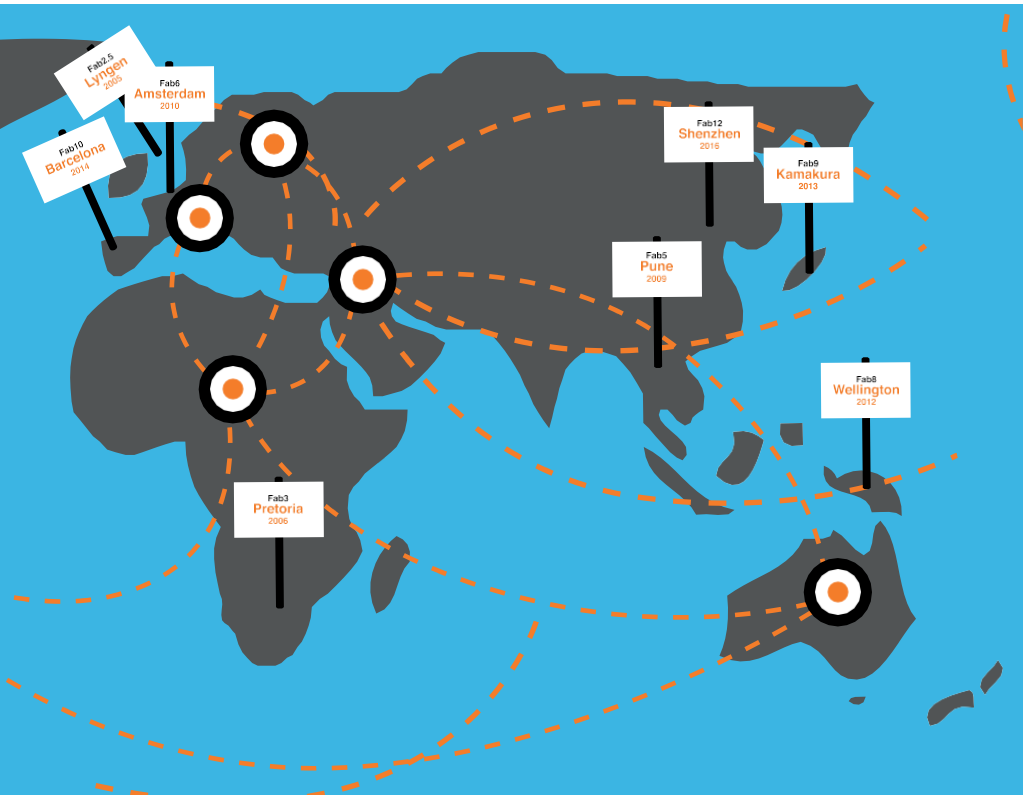 Fab2.5
Lyngen
2005
Fab6
Amsterdam
2010
Fab10
Barcelona
2014
Fab12
Shenzhen
2016
Fab9
Kamakura
2013
Fab5
Pune
2009
Fab8
Wellington
2012
Fab3
Pretoria
2006